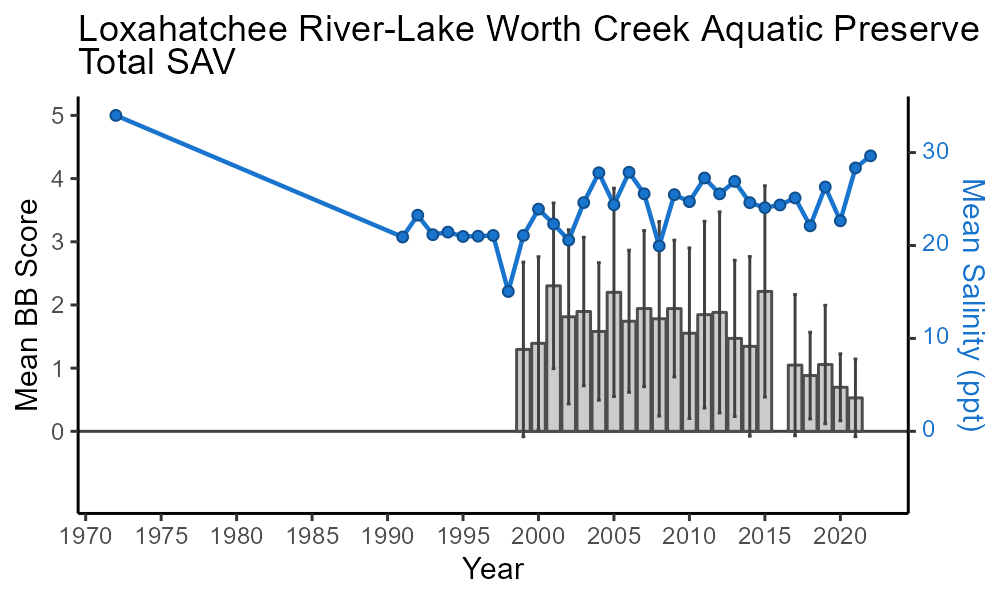 Loxahatchee River-Lake Worth Creek Aquatic Preserve
Total SAV
Mean BB Score
5
4
3
2
1
0
30
20
10
0
Mean Salinity (ppt)
1970 1975 1980 1985 1990 1995 2000 2005 2010 2015 2020
Year